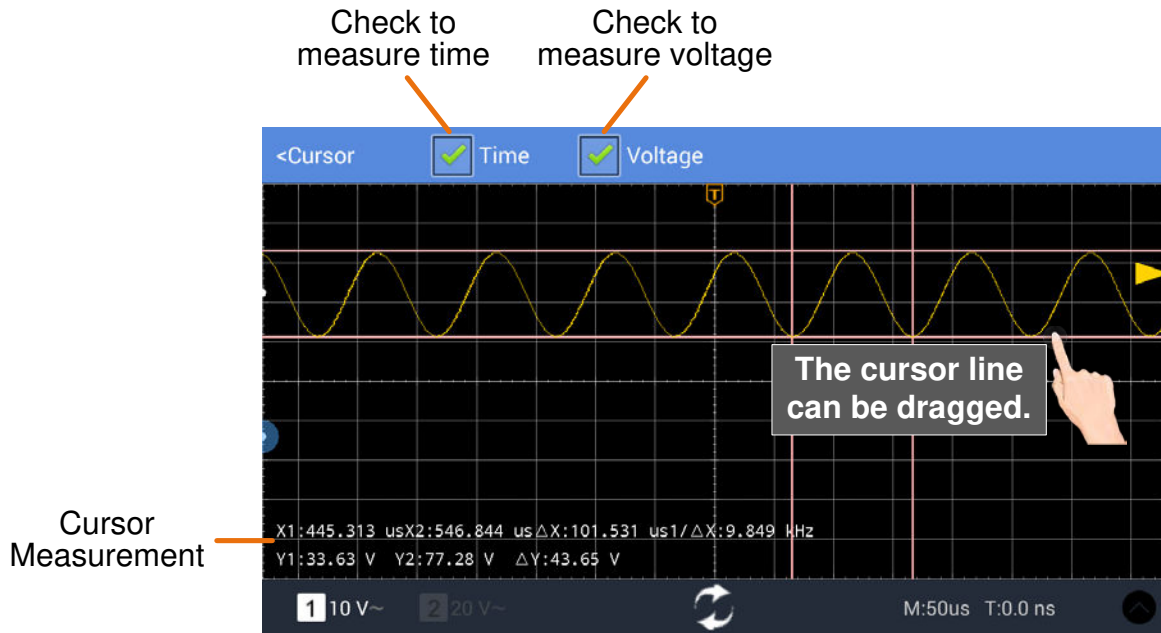 Check to
measure time
Check to
measure voltage
<Cursor
Time
Voltage
T
The cursor line
can be dragged.
Cursor
Measurement
X1:445.313 usX2:546.844 us△X:101.531 us1/△X:9.849 kHz
Y1:33.63 V Y2:77.28 V △Y:43.65 V
1 10 V~ 2 20 V~ M:50us T:0.0 ns